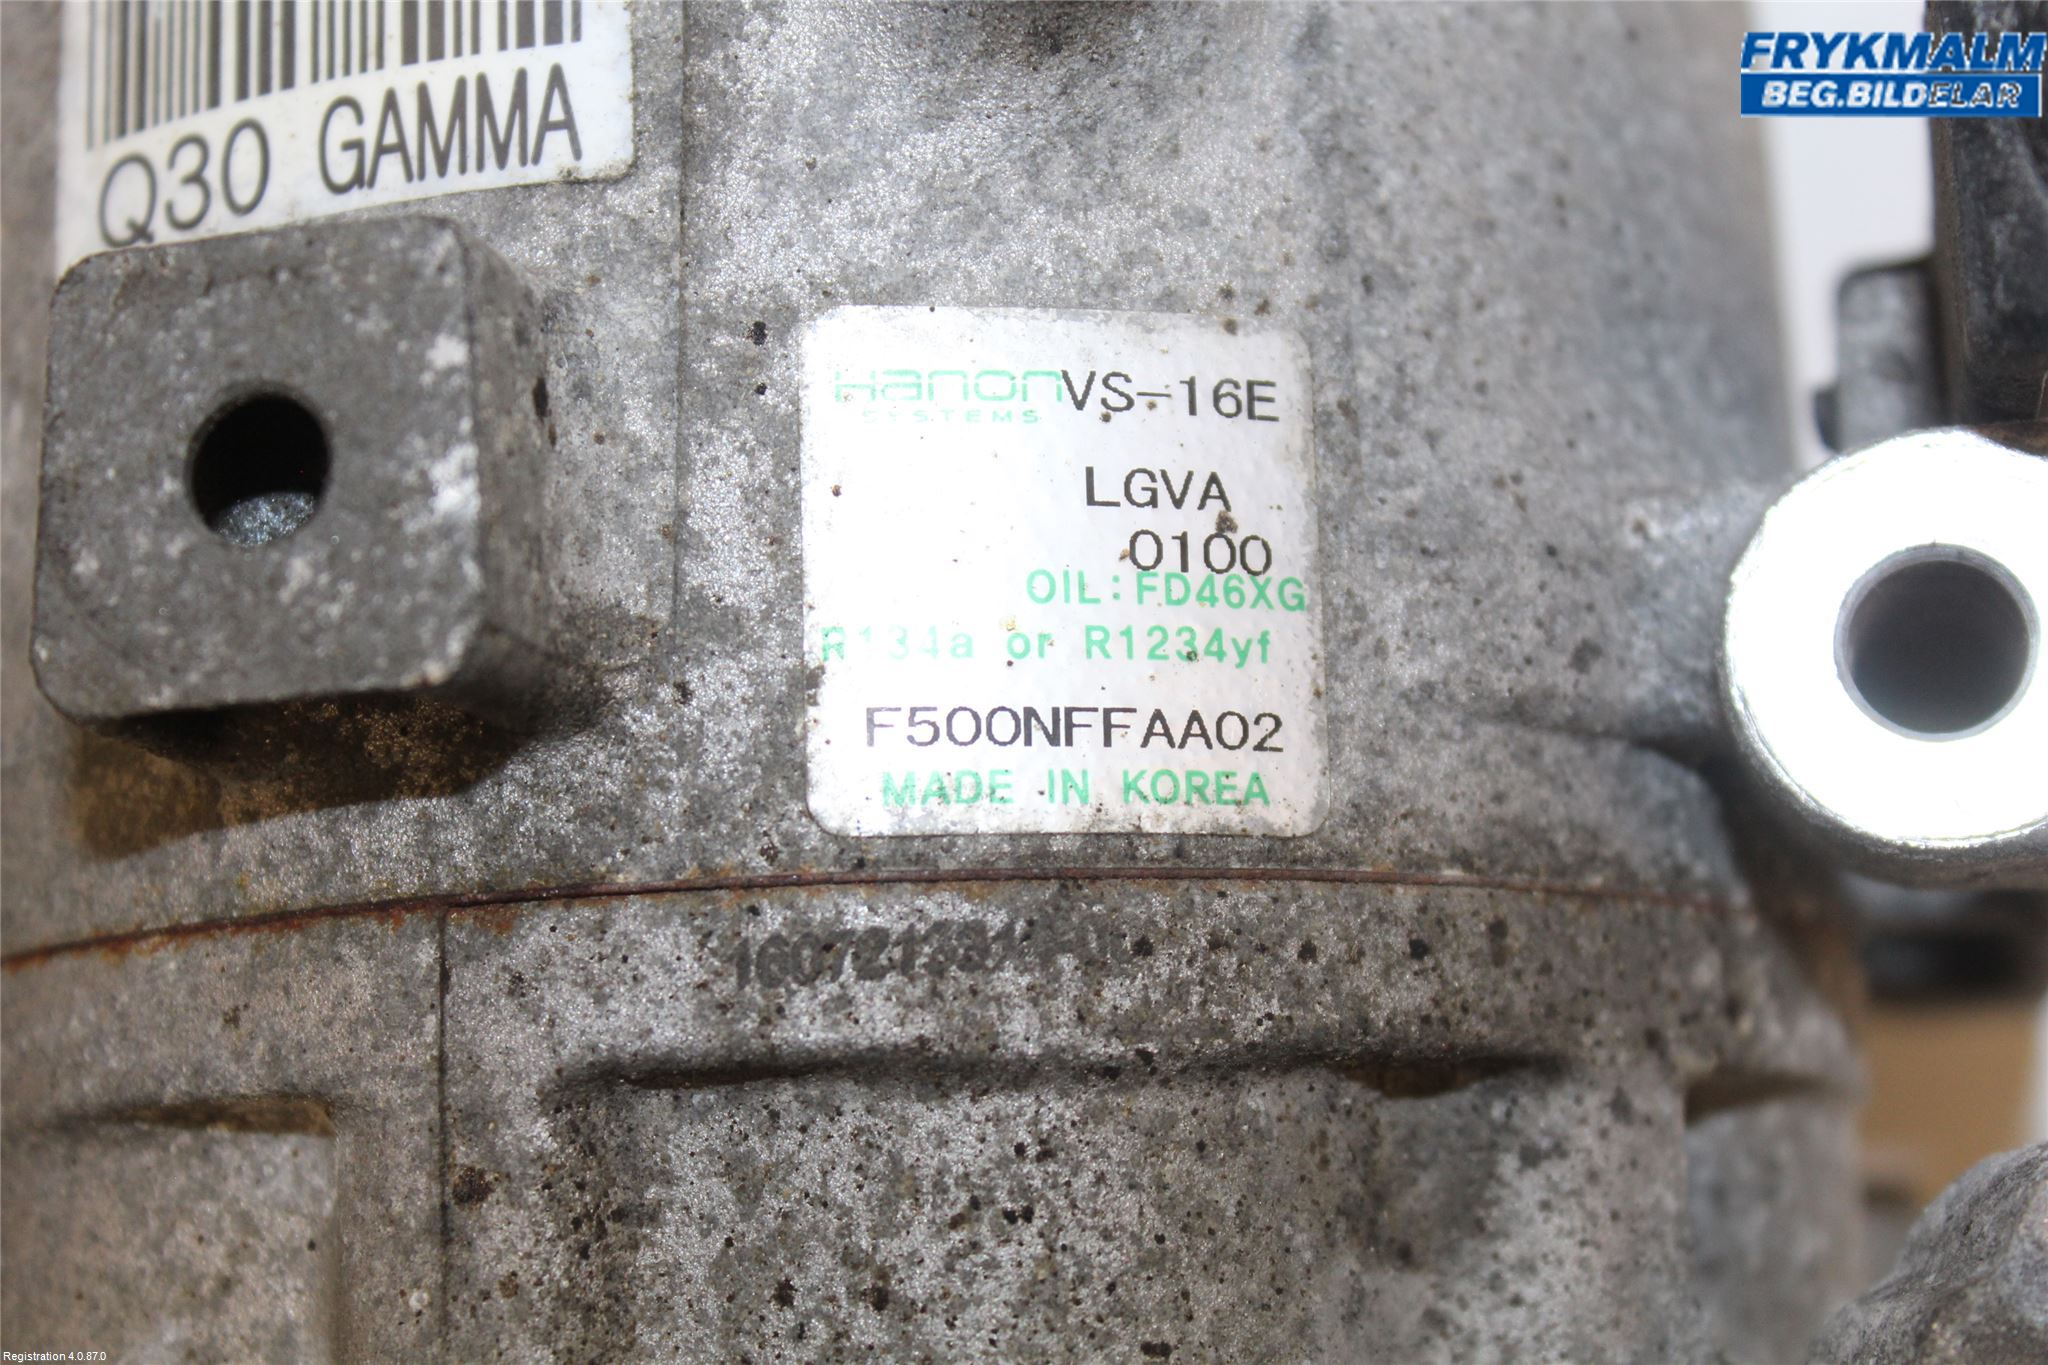 FRYKMALM
BEG.BILDELAR
Q30 GAMMA
Hanon VS-16E
SYSTEMS
LGVA
0100
OIL:FD46XG
R134a or R1234yf
F500NFFAA02
MADE IN KOREA
Registration 4.0.87.0